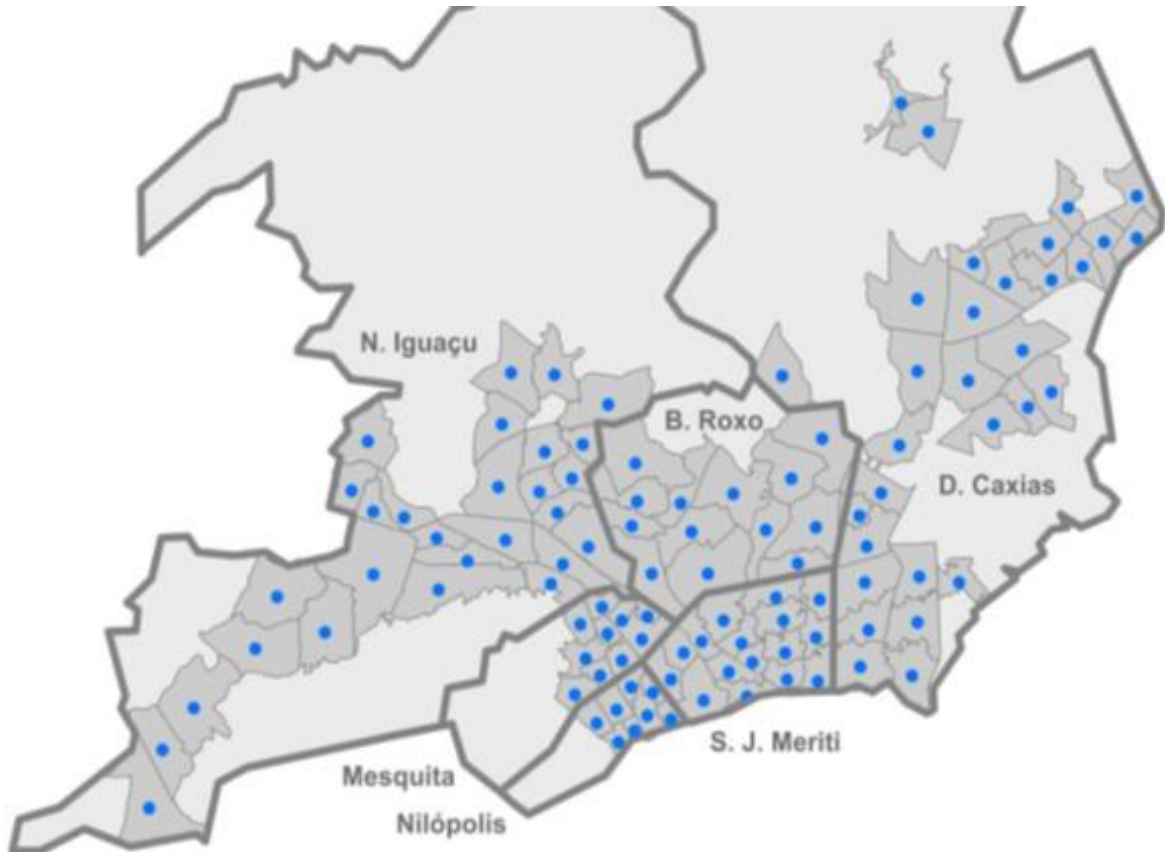 N. Iguaçu
B. Roxo
D. Caxias
S. J. Meriti
Mesquita
Nilópolis